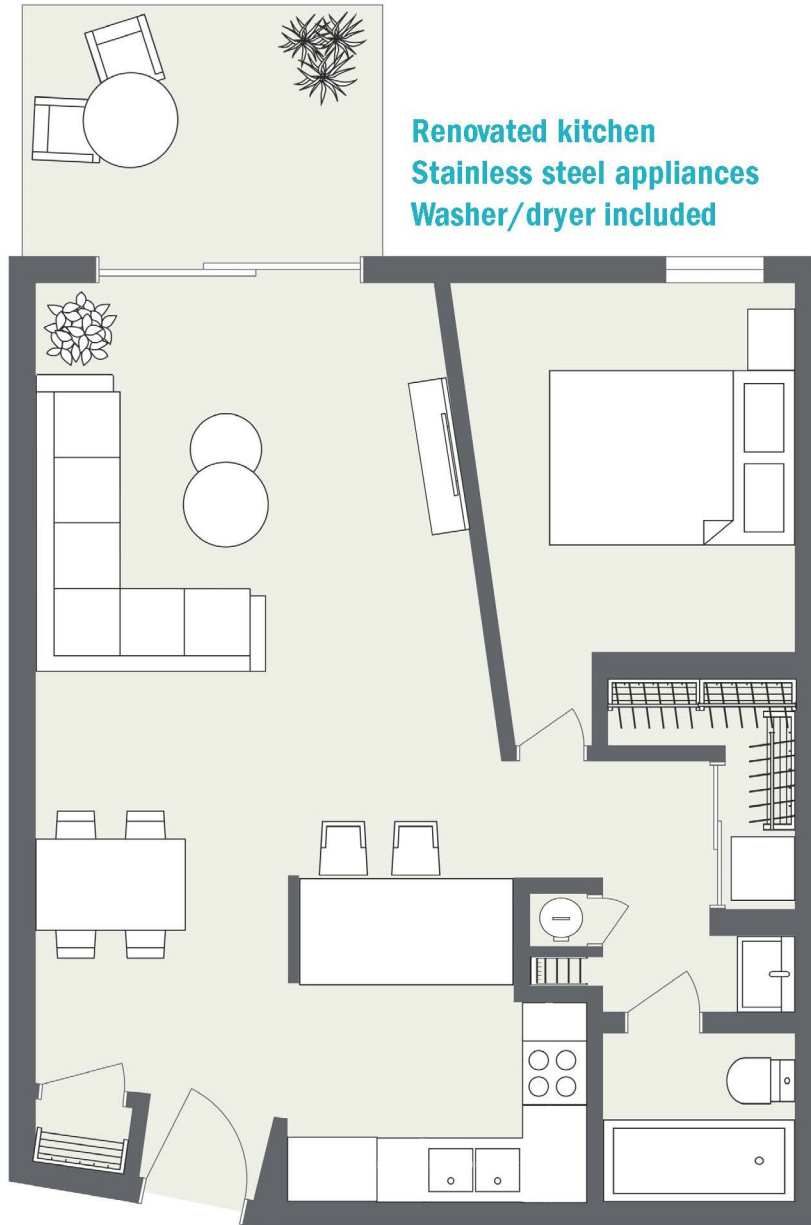 Renovated kitchen
Stainless steel appliances
Washer/dryer included